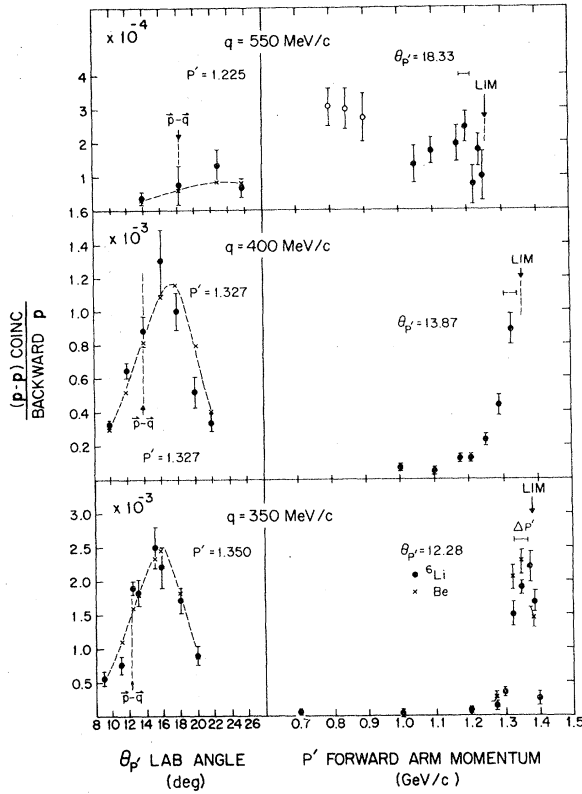 × 10⁻⁴
q = 550 MeV/c
P' = 1.225
p⃗-q⃗
θP' = 18.33
LIM
4
3
2
1
1.6
× 10⁻³
q = 400 MeV/c
P' = 1.327
LIM
θP' = 13.87
1.4
1.2
1.0
0.8
0.6
0.4
0.2
p⃗-q⃗
P' = 1.327
(p-p) COINC
BACKWARD p
× 10⁻³
q = 350 MeV/c
P' = 1.350
LIM
ΔP'
θP' = 12.28
● ⁶Li
× Be
3.0
2.5
2.0
1.5
1.0
0.5
p⃗-q⃗
8 10 12 14 16 18 20 22 24 26
0.7 0.8 0.9 1.0 1.1 1.2 1.3 1.4 1.5
θP' LAB ANGLE
(deg)
P' FORWARD ARM MOMENTUM
(GeV/c)